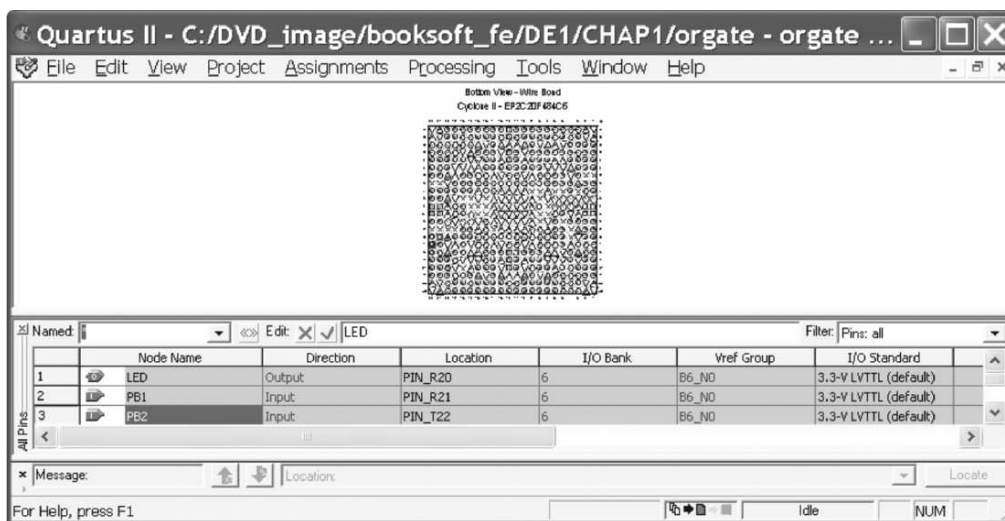 Quartus II - C:/DVD_image/booksoft_fe/DE1/CHAP1/orgate - orgate ...
File Edit View Project Assignments Processing Tools Window Help
Bottom View - Wire Bond
Cyclone II - EP2C20F484C6
Named: Edit: LED Filter: Pins: all
Node Name Direction Location I/O Bank Vref Group I/O Standard
1 LED Output PIN_R20 6 B6_N0 3.3-V LVTTL (default)
2 PB1 Input PIN_R21 6 B6_N0 3.3-V LVTTL (default)
3 PB2 Input PIN_T22 6 B6_N0 3.3-V LVTTL (default)
All Pins
Message: Location: Locate
For Help, press F1 Idle NUM